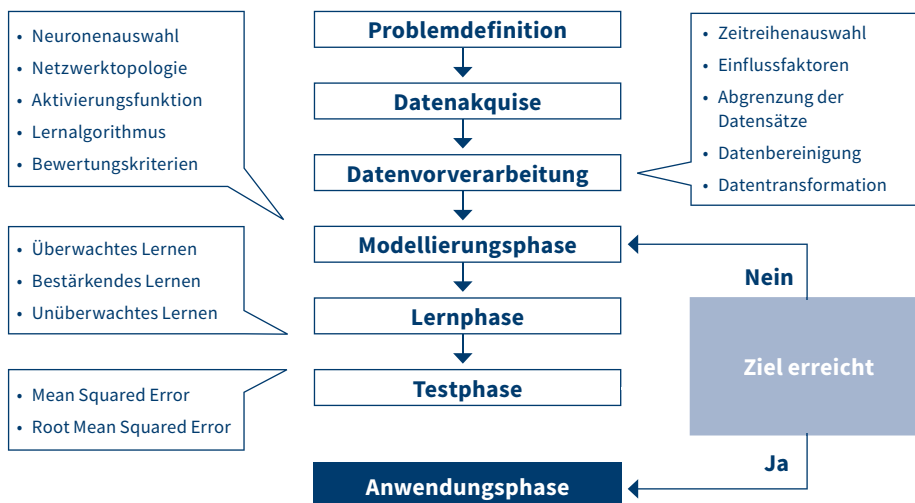 • Neuronenauswahl
• Netzwerktopologie
• Aktivierungsfunktion
• Lernalgorithmus
• Bewertungskriterien
• Überwachtes Lernen
• Bestärkendes Lernen
• Unüberwachtes Lernen
• Mean Squared Error
• Root Mean Squared Error
Problemdefinition
Datenakquise
Datenvorverarbeitung
Modellierungsphase
Lernphase
Testphase
Anwendungsphase
• Zeitreihenauswahl
• Einflussfaktoren
• Abgrenzung der
Datensätze
• Datenbereinigung
• Datentransformation
Nein
Ziel erreicht
Ja